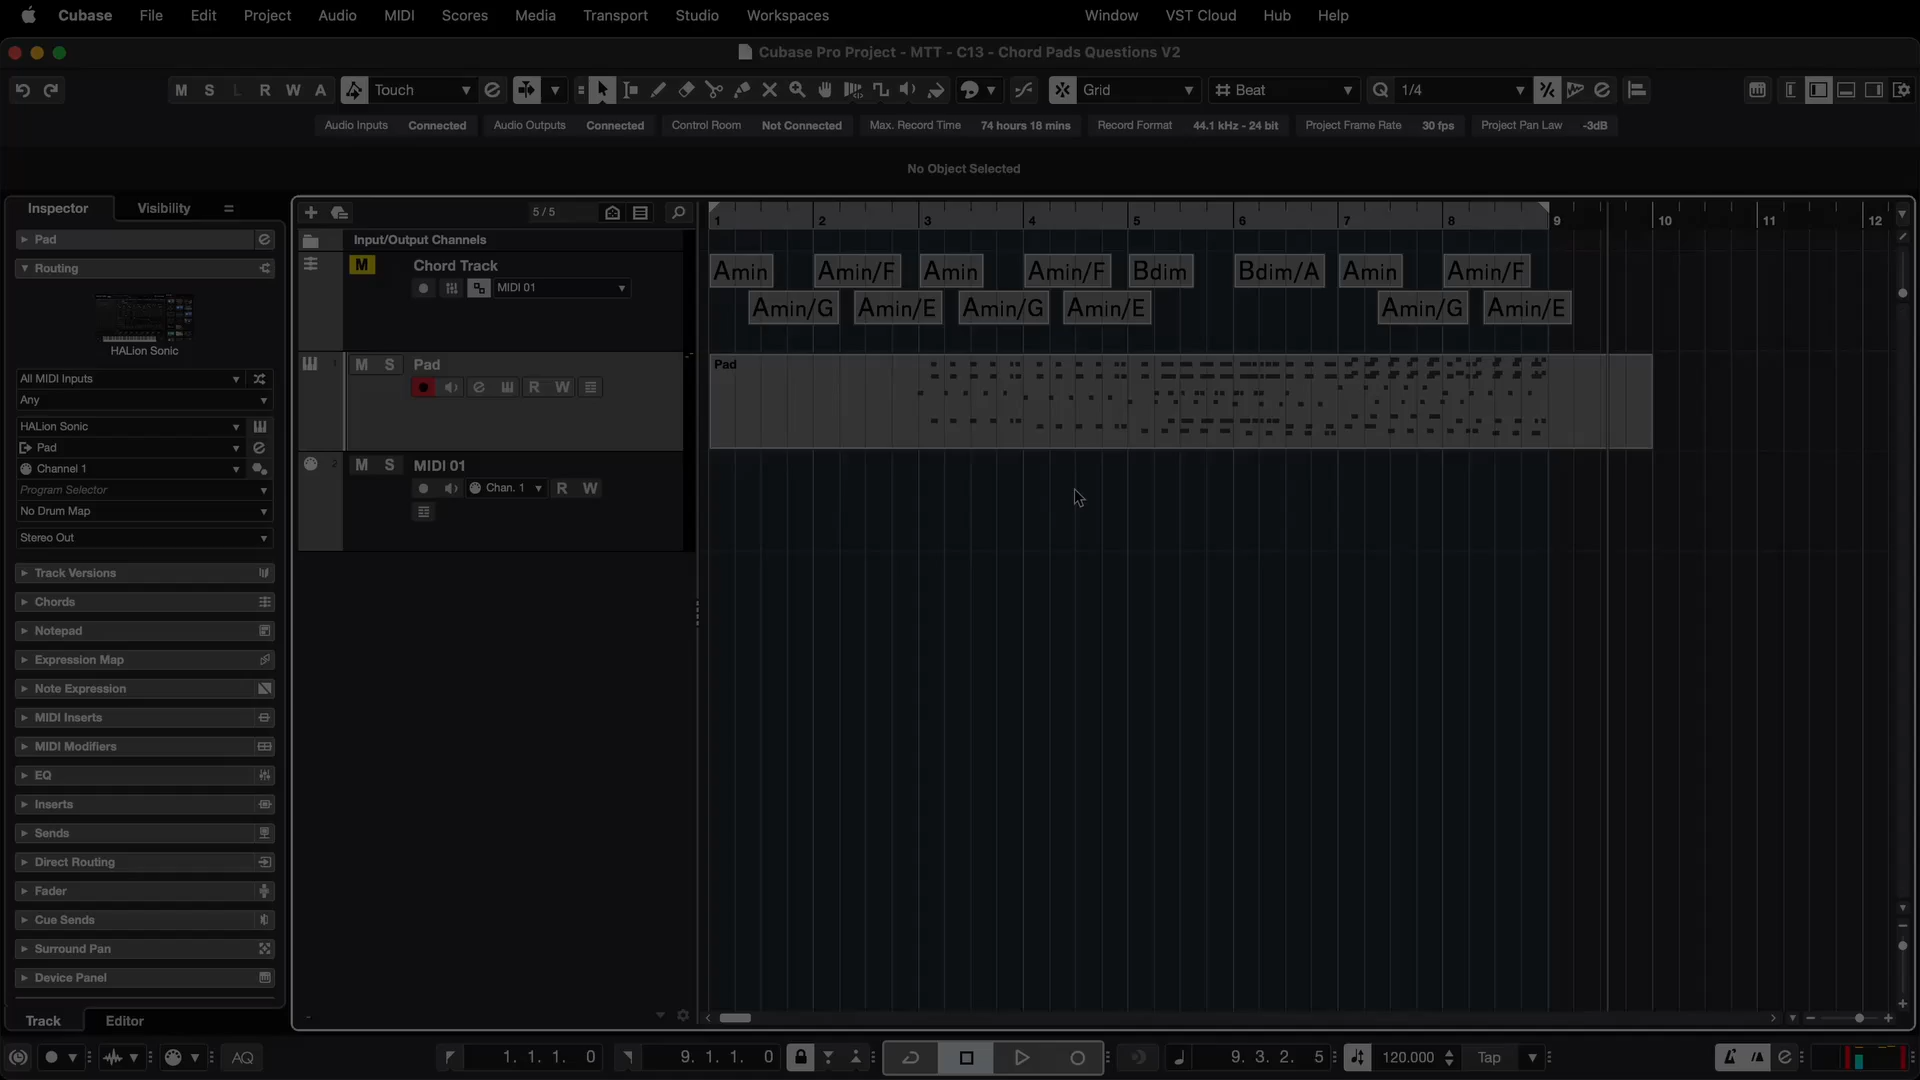 Cubase File Edit Project Audio MIDI Scores Media Transport Studio Workspaces Window VST Cloud Hub Help
Cubase Pro Project - MTT - C13 - Chord Pads Questions V2
M S L R W A Touch Grid Beat Q 1/4
Audio Inputs Connected Audio Outputs Connected Control Room Not Connected Max. Record Time 74 hours 18 mins Record Format 44.1 kHz - 24 bit Project Frame Rate 30 fps Project Pan Law -3dB
No Object Selected
Inspector Visibility
Pad
Routing
HALion Sonic
All MIDI Inputs
Any
HALion Sonic
Pad
Channel 1
Program Selector
No Drum Map
Stereo Out
Track Versions
Chords
Notepad
Expression Map
Note Expression
MIDI Inserts
MIDI Modifiers
EQ
Inserts
Sends
Direct Routing
Fader
Cue Sends
Surround Pan
Device Panel
Track Editor
5 / 5
Input/Output Channels
M Chord Track
MIDI 01
1 M S Pad
R W
2 M S MIDI 01
Chan. 1 R W
1 2 3 4 5 6 7 8 9 10 11 12
Amin Amin/F Amin Amin/F Bdim Bdim/A Amin Amin/F
Amin/G Amin/E Amin/G Amin/E Amin/G Amin/E
Pad
AQ 1. 1. 1. 0 9. 1. 1. 0 9. 3. 2. 5 120.000 Tap